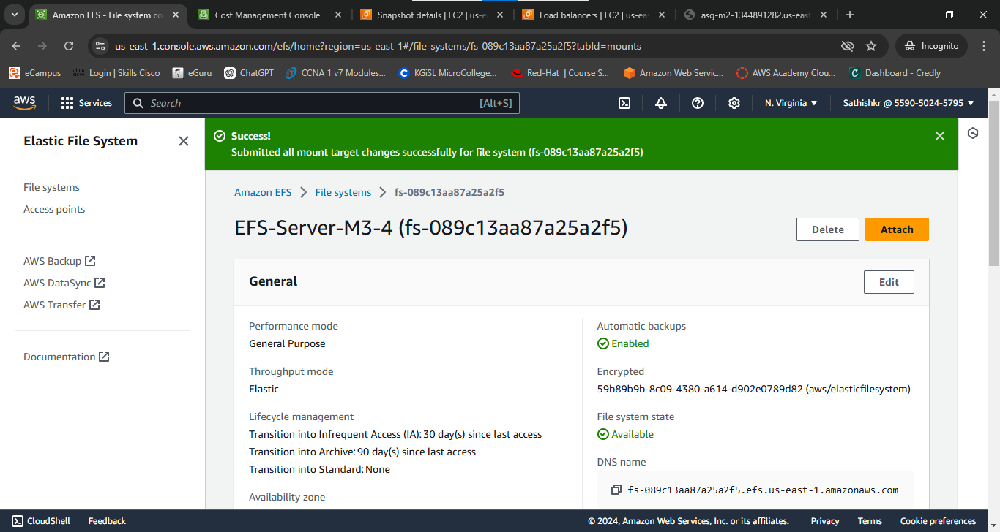 Amazon EFS - File system co
Cost Management Console
Snapshot details | EC2 | us-e
Load balancers | EC2 | us-eas
asg-m2-1344891282.us-east
us-east-1.console.aws.amazon.com/efs/home?region=us-east-1#/file-systems/fs-089c13aa87a25a2f5?tabId=mounts
Incognito
eCampus
Login | Skills Cisco
eGuru
ChatGPT
CCNA 1 v7 Modules...
KGiSL MicroCollege...
Red-Hat | Course S...
Amazon Web Servic...
AWS Academy Clou...
Dashboard - Credly
aws
Services
Search
[Alt+S]
N. Virginia
Sathishkr @ 5590-5024-5795
Elastic File System
File systems
Access points
AWS Backup
AWS DataSync
AWS Transfer
Documentation
Success!
Submitted all mount target changes successfully for file system (fs-089c13aa87a25a2f5)
Amazon EFS
File systems
fs-089c13aa87a25a2f5
EFS-Server-M3-4 (fs-089c13aa87a25a2f5)
Delete
Attach
General
Edit
Performance mode
General Purpose
Throughput mode
Elastic
Lifecycle management
Transition into Infrequent Access (IA): 30 day(s) since last access
Transition into Archive: 90 day(s) since last access
Transition into Standard: None
Availability zone
Automatic backups
Enabled
Encrypted
59b89b9b-8c09-4380-a614-d902e0789d82 (aws/elasticfilesystem)
File system state
Available
DNS name
fs-089c13aa87a25a2f5.efs.us-east-1.amazonaws.com
CloudShell
Feedback
© 2024, Amazon Web Services, Inc. or its affiliates.
Privacy
Terms
Cookie preferences